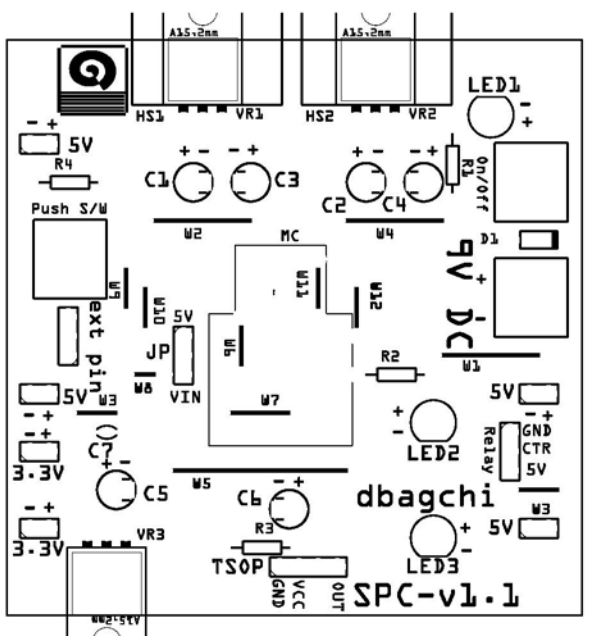 A15,2mm
A15,2mm
HS1
VR1
HS2
VR2
LED1
- +
- +
5V
R4
+ -
- +
+ -
- +
C1
C3
C2
C4
R1
On/Off
Push S/W
W2
MC
W4
D1
9V DC
+
-
W9
W10
W11
W12
ext pin
5V
JP
VIN
W6
W8
W1
R2
5V
- +
W3
W7
5V
- +
- +
3.3V
C7
+ -
C5
+
-
LED2
Relay
GND
CTR
5V
W5
- +
C6
dbagchi
W3
- +
3.3V
VR3
R3
TSOP
GND
VCC
OUT
+
-
LED3
5V
SPC-v1.1
A15,2mm